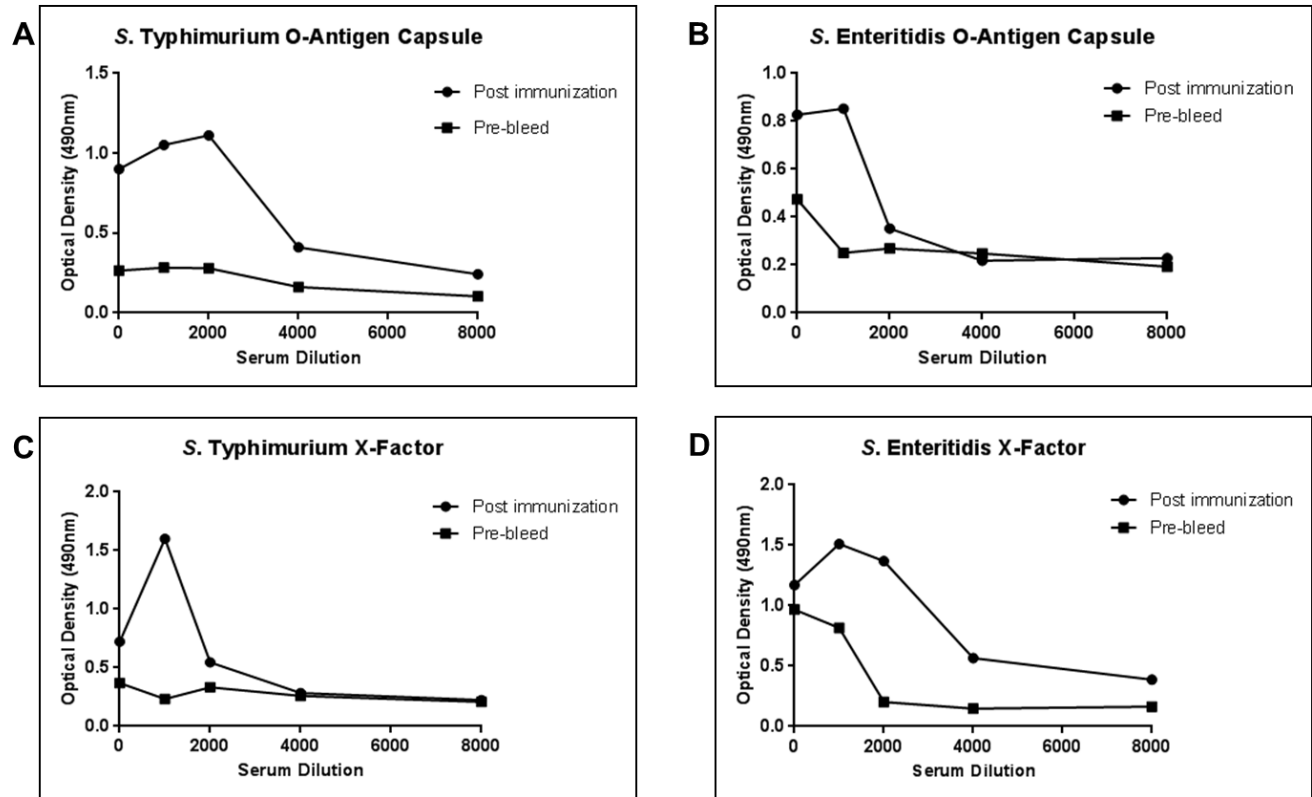 A
S. Typhimurium O-Antigen Capsule
Post immunization
Pre-bleed
Optical Density (490nm)
1.5
1.0
0.5
0.0
0 2000 4000 6000 8000
Serum Dilution
B
S. Enteritidis O-Antigen Capsule
Post immunization
Pre-bleed
Optical Density (490nm)
1.0
0.8
0.6
0.4
0.2
0.0
0 2000 4000 6000 8000
Serum Dilution
C
S. Typhimurium X-Factor
Post immunization
Pre-bleed
Optical Density (490nm)
2.0
1.5
1.0
0.5
0.0
0 2000 4000 6000 8000
Serum Dilution
D
S. Enteritidis X-Factor
Post immunization
Pre-bleed
Optical Density (490nm)
2.0
1.5
1.0
0.5
0.0
0 2000 4000 6000 8000
Serum Dilution